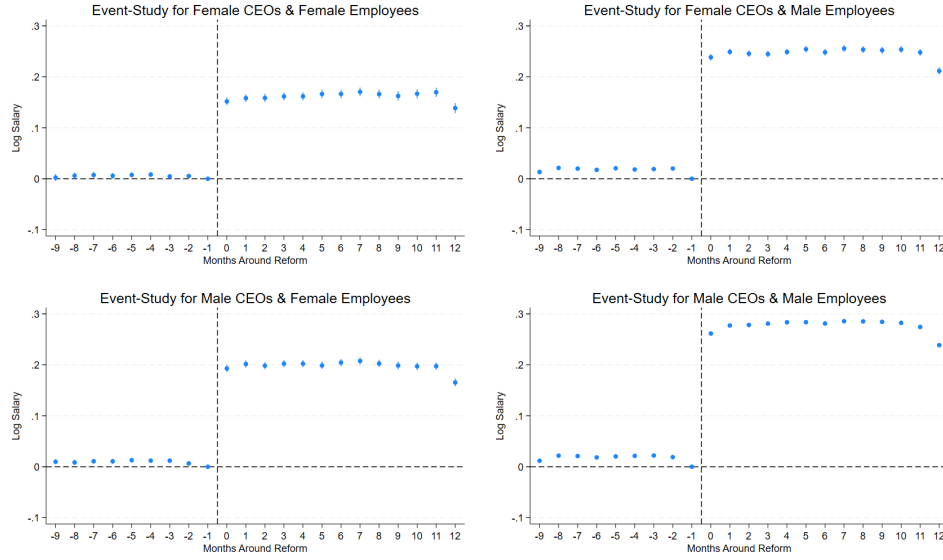 Event-Study for Female CEOs & Female Employees
.3
.2
.1
0
-.1
Log Salary
-9 -8 -7 -6 -5 -4 -3 -2 -1 0 1 2 3 4 5 6 7 8 9 10 11 12
Months Around Reform
Event-Study for Female CEOs & Male Employees
.3
.2
.1
0
-.1
Log Salary
-9 -8 -7 -6 -5 -4 -3 -2 -1 0 1 2 3 4 5 6 7 8 9 10 11 12
Months Around Reform
Event-Study for Male CEOs & Female Employees
.3
.2
.1
0
-.1
Log Salary
-9 -8 -7 -6 -5 -4 -3 -2 -1 0 1 2 3 4 5 6 7 8 9 10 11 12
Months Around Reform
Event-Study for Male CEOs & Male Employees
.3
.2
.1
0
-.1
Log Salary
-9 -8 -7 -6 -5 -4 -3 -2 -1 0 1 2 3 4 5 6 7 8 9 10 11 12
Months Around Reform